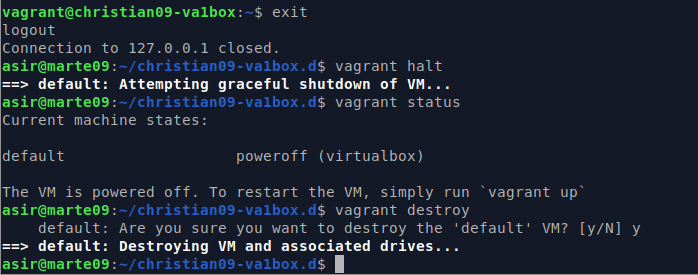 vagrant@christian09-va1box:~$ exit
logout
Connection to 127.0.0.1 closed.
asir@marte09:~/christian09-va1box.d$ vagrant halt
==> default: Attempting graceful shutdown of VM...
asir@marte09:~/christian09-va1box.d$ vagrant status
Current machine states:
default                   poweroff (virtualbox)
The VM is powered off. To restart the VM, simply run `vagrant up`
asir@marte09:~/christian09-va1box.d$ vagrant destroy
    default: Are you sure you want to destroy the 'default' VM? [y/N] y
==> default: Destroying VM and associated drives...
asir@marte09:~/christian09-va1box.d$